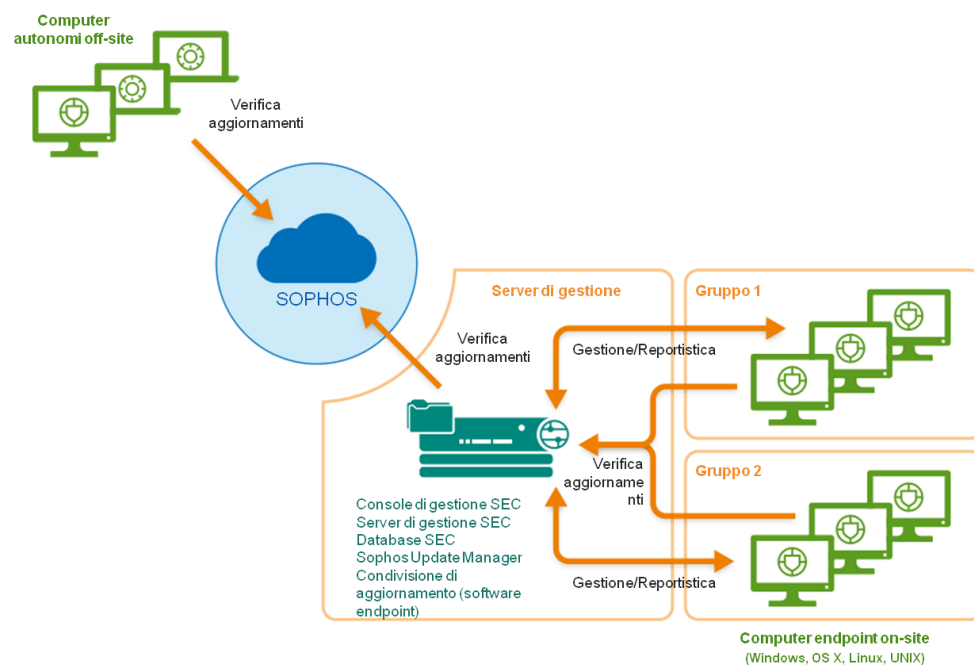 Computer
autonomi off-site
Verifica
aggiornamenti
SOPHOS
Server di gestione
Gruppo 1
Verifica
aggiornamenti
Gestione/Reportistica
Verifica
aggiorname
nti
Gruppo 2
Console di gestione SEC
Server di gestione SEC
Database SEC
Sophos Update Manager
Condivisione di
aggiornamento (software
endpoint)
Gestione/Reportistica
Computer endpoint on-site
(Windows, OS X, Linux, UNIX)